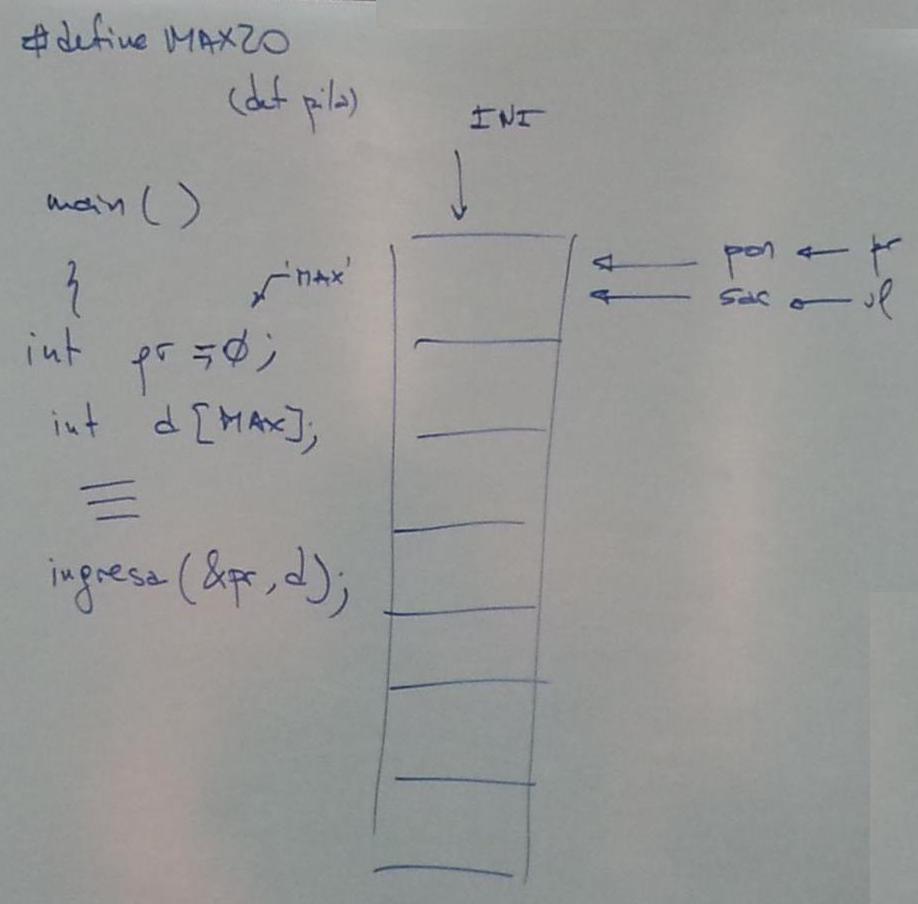 #define MAX20
(def pila)
INI
main()
{
'MAX'
int pr = Ø;
int d[MAX];
ingresa(&pr, d);
pon ← pr
sac ← ul